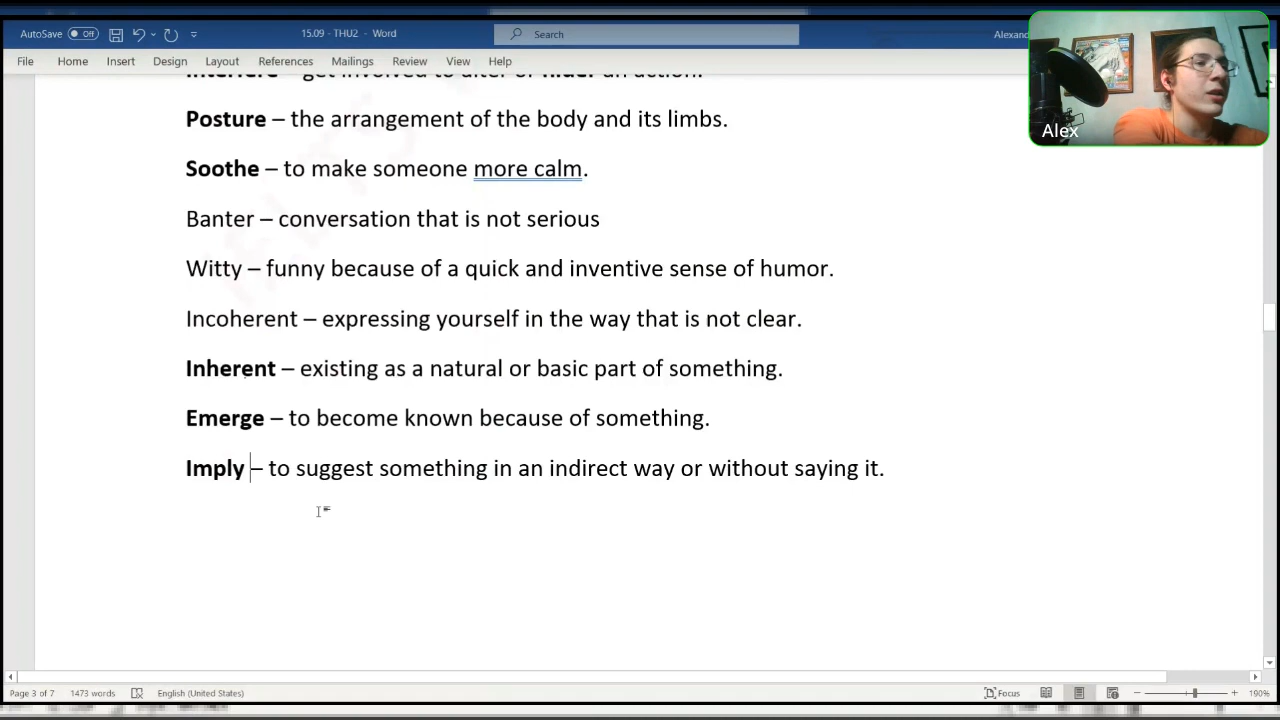 AutoSave Off 15.09 - THU2 - Word Search
File Home Insert Design Layout References Mailings Review View Help
Interfere – get involved to alter or hider an action.
Posture – the arrangement of the body and its limbs.
Soothe – to make someone more calm.
Banter – conversation that is not serious
Witty – funny because of a quick and inventive sense of humor.
Incoherent – expressing yourself in the way that is not clear.
Inherent – existing as a natural or basic part of something.
Emerge – to become known because of something.
Imply – to suggest something in an indirect way or without saying it.
Alex
Page 3 of 7 1473 words English (United States) Focus 190%